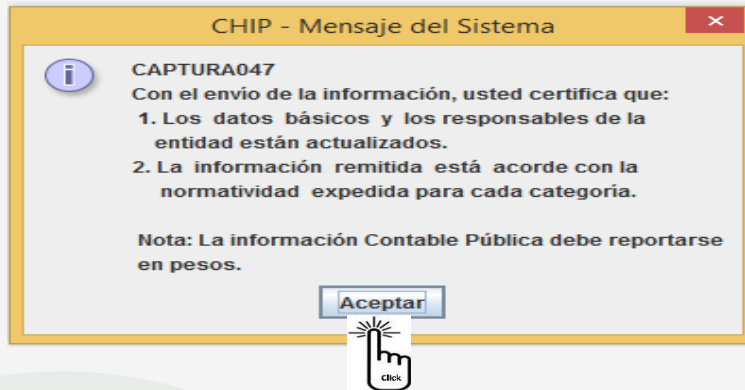 CHIP - Mensaje del Sistema
CAPTURA047
Con el envío de la información, usted certifica que:
1. Los datos básicos y los responsables de la
entidad están actualizados.
2. La información remitida está acorde con la
normatividad expedida para cada categoría.
Nota: La información Contable Pública debe reportarse
en pesos.
Aceptar
Click